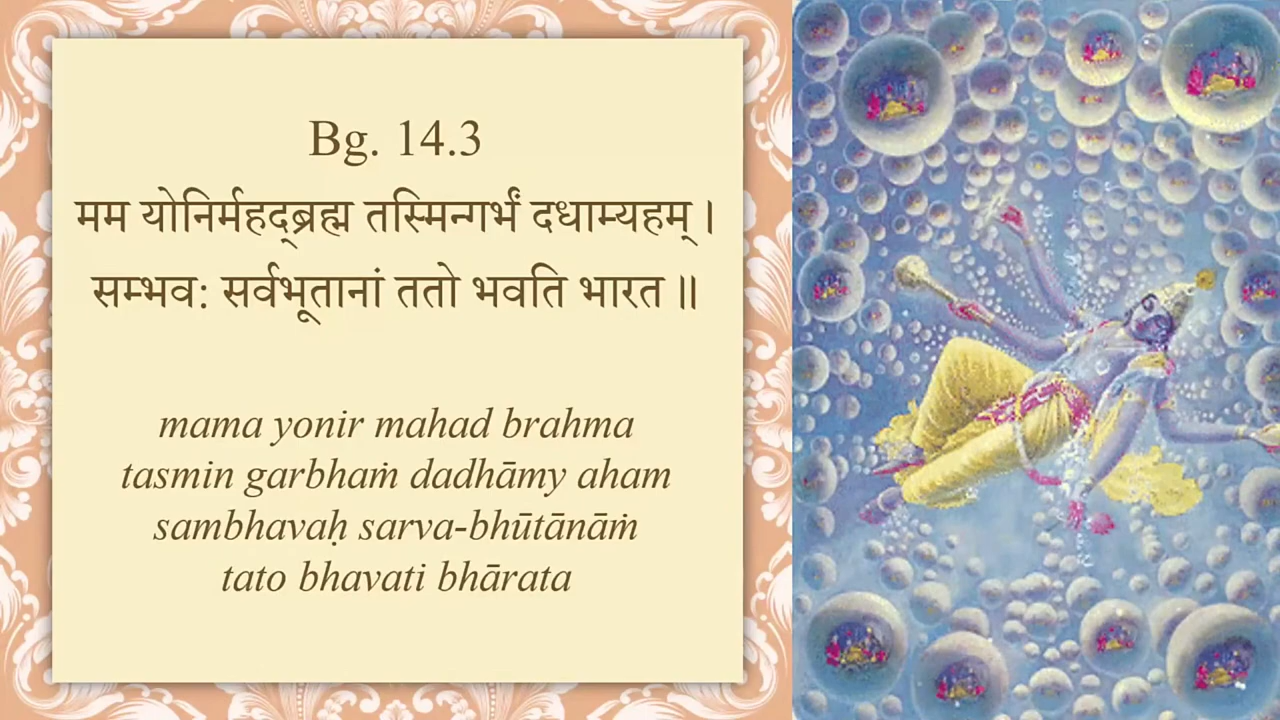 Bg. 14.3
मम योनिर्महद्‍ब्रह्म तस्मिन्गर्भं दधाम्यहम् ।
सम्भव: सर्वभूतानां ततो भवति भारत ॥
mama yonir mahad brahma
tasmin garbhaṁ dadhāmy aham
sambhavaḥ sarva-bhūtānāṁ
tato bhavati bhārata